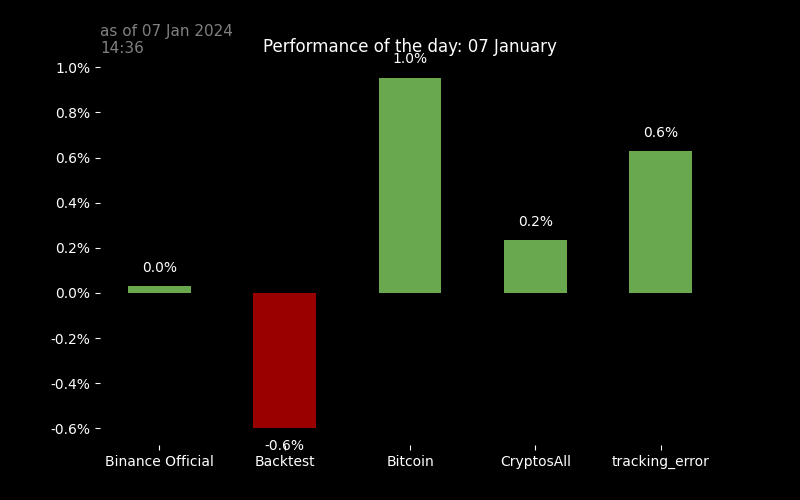 as of 07 Jan 2024
14:36
Performance of the day: 07 January
1.0%
1.0%
0.8%
0.6%
0.6%
0.4%
0.2%
0.2%
0.0%
0.0%
-0.2%
-0.4%
-0.6%
-0.6%
Binance Official
Backtest
Bitcoin
CryptosAll
tracking_error